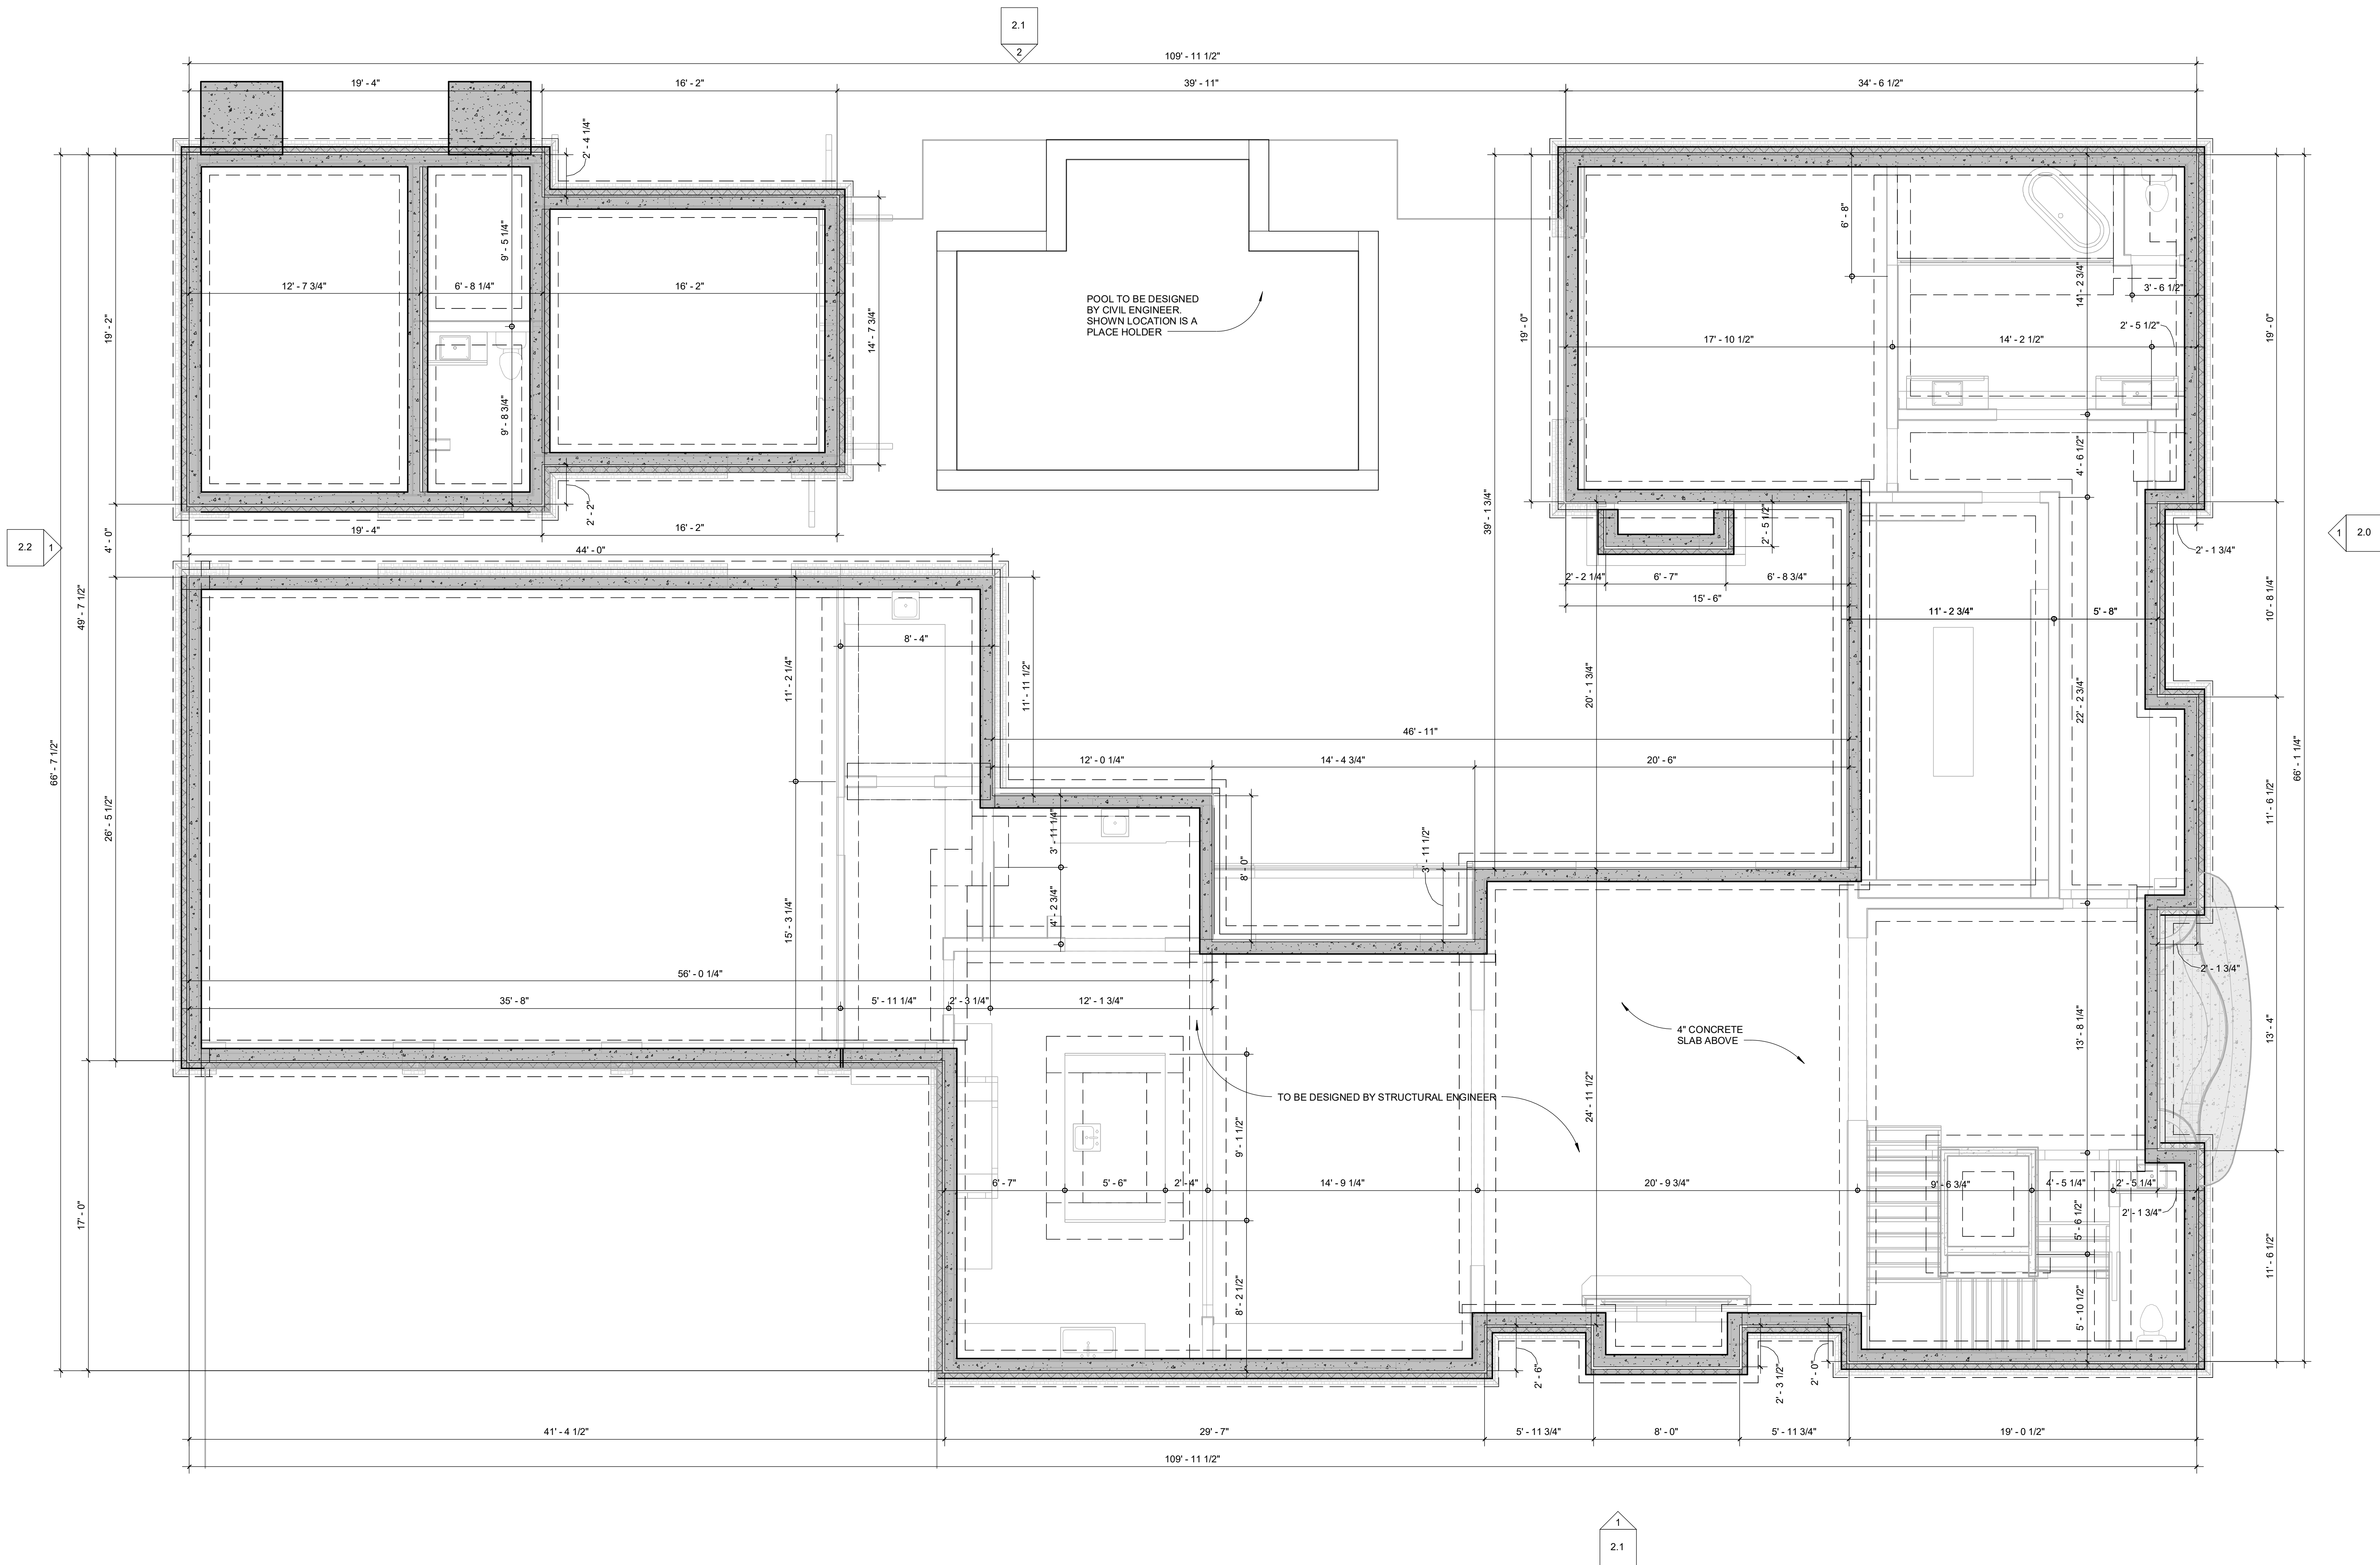 2.1
2
109' - 11 1/2"
19' - 4"
16' - 2"
39' - 11"
34' - 6 1/2"
2' - 4 1/4"
9' - 5 1/4"
6' - 8"
14' - 2 3/4"
12' - 7 3/4"
6' - 8 1/4"
16' - 2"
3' - 6 1/2"
POOL TO BE DESIGNED
BY CIVIL ENGINEER.
SHOWN LOCATION IS A
PLACE HOLDER
19' - 2"
14' - 7 3/4"
19' - 0"
17' - 10 1/2"
14' - 2 1/2"
2' - 5 1/2"
19' - 0"
9' - 8 3/4"
4' - 6 1/2"
2' - 2"
39' - 1 3/4"
2' - 5 1/2"
19' - 4"
16' - 2"
4' - 0"
2.2
1
44' - 0"
1
2.0
2' - 1 3/4"
2' - 2 1/4"
6' - 7"
6' - 8 3/4"
15' - 6"
11' - 2 3/4"
5' - 8"
10' - 8 1/4"
49' - 7 1/2"
8' - 4"
11' - 2 1/4"
11' - 11 1/2"
20' - 1 3/4"
22' - 2 3/4"
46' - 11"
12' - 0 1/4"
14' - 4 3/4"
20' - 6"
66' - 7 1/2"
66' - 1 1/4"
26' - 5 1/2"
11' - 6 1/2"
3' - 11 1/4"
3' - 11 1/2"
8' - 0"
4' - 2 3/4"
15' - 3 1/4"
56' - 0 1/4"
2' - 1 3/4"
35' - 8"
5' - 11 1/4"
2' - 3 1/4"
12' - 1 3/4"
4" CONCRETE
SLAB ABOVE
13' - 8 1/4"
13' - 4"
TO BE DESIGNED BY STRUCTURAL ENGINEER
24' - 11 1/2"
9' - 1 1/2"
6' - 7"
5' - 6"
2' - 4"
14' - 9 1/4"
20' - 9 3/4"
9' - 6 3/4"
4' - 5 1/4"
2' - 5 1/4"
2' - 1 3/4"
17' - 0"
5' - 6 1/2"
11' - 6 1/2"
8' - 2 1/2"
5' - 10 1/2"
2' - 6"
2' - 3 1/2"
2' - 0"
41' - 4 1/2"
29' - 7"
5' - 11 3/4"
8' - 0"
5' - 11 3/4"
19' - 0 1/2"
109' - 11 1/2"
1
2.1